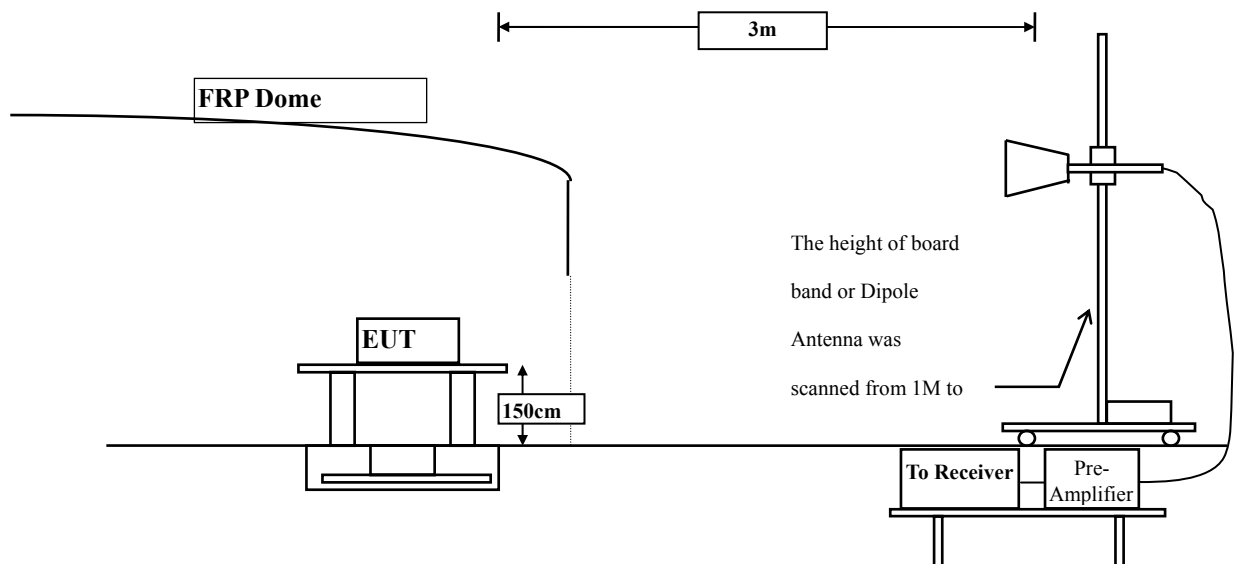 3m
FRP Dome
The height of board
band or Dipole
Antenna was
scanned from 1M to
EUT
150cm
To Receiver
Pre-
Amplifier